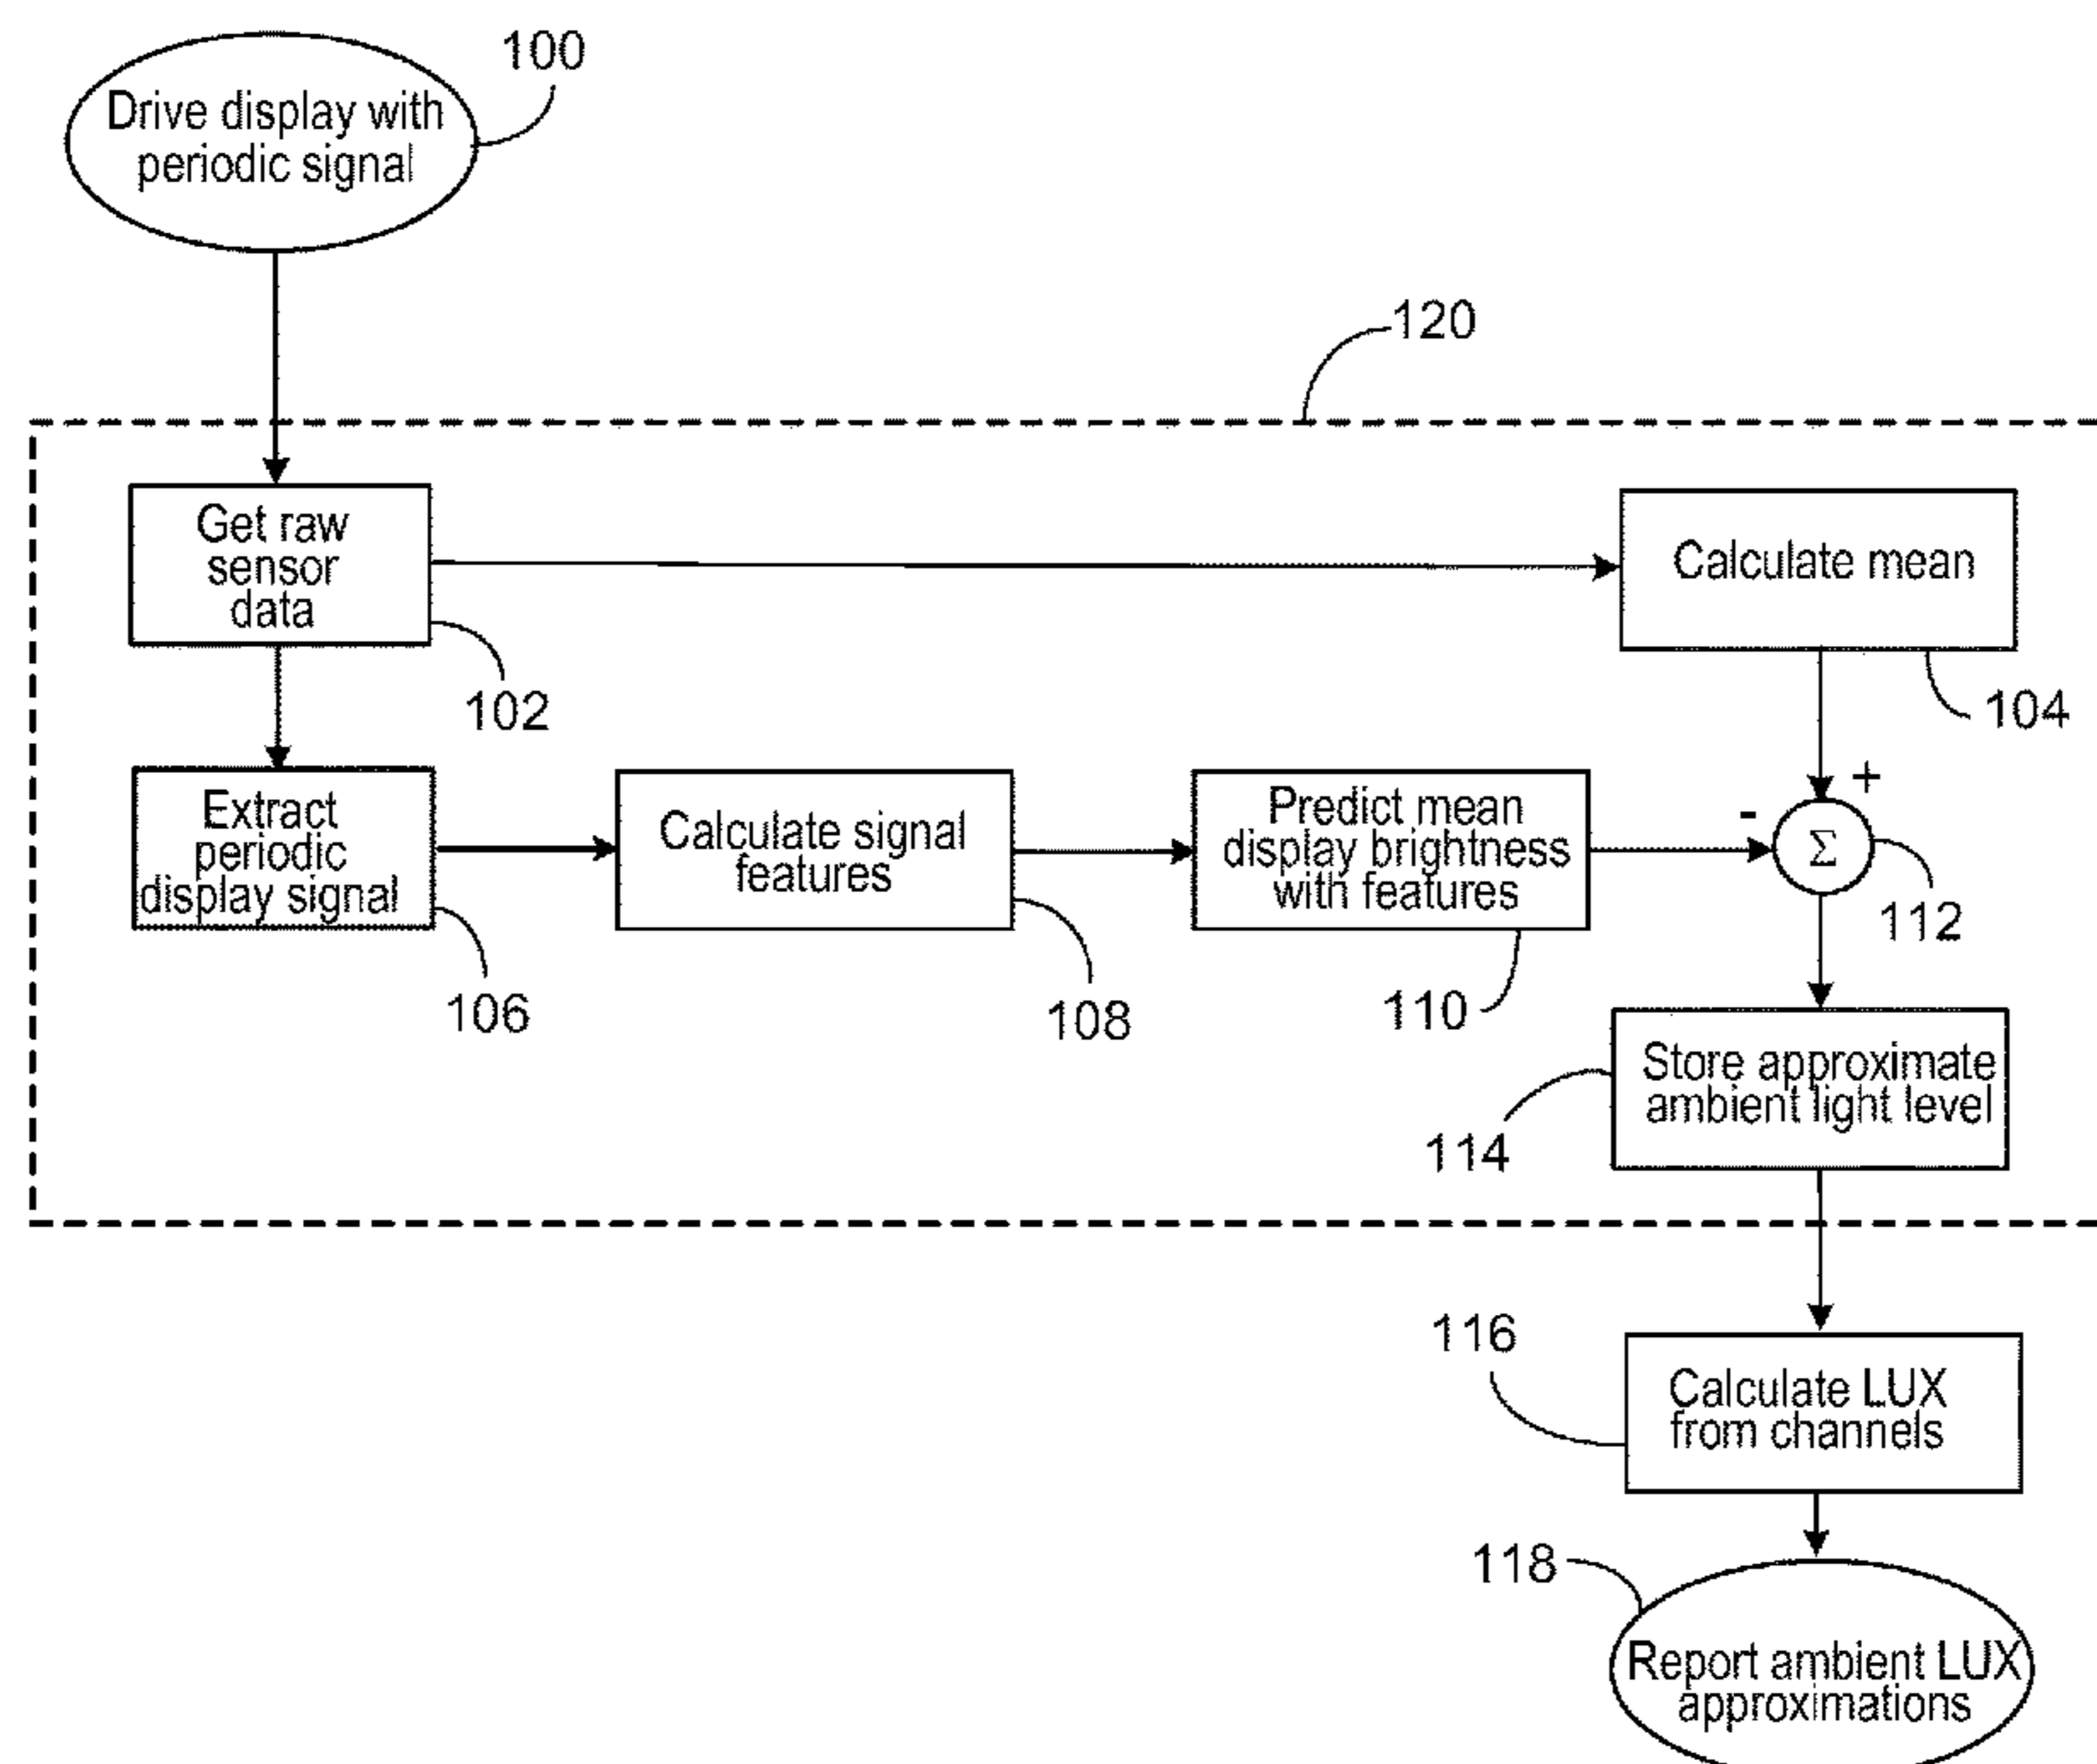 100
Drive display with
periodic signal
120
Get raw
sensor
data
Calculate mean
102
104
Extract
periodic
display signal
Calculate signal
features
Predict mean
display brightness
with features
-
+
Σ
112
106
108
110
Store approximate
ambient light level
114
116
Calculate LUX
from channels
118
Report ambient LUX
approximations